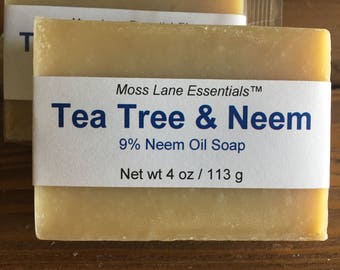 Moss Lane Essentials™
Tea Tree & Neem
9% Neem Oil Soap
Net wt 4 oz / 113 g